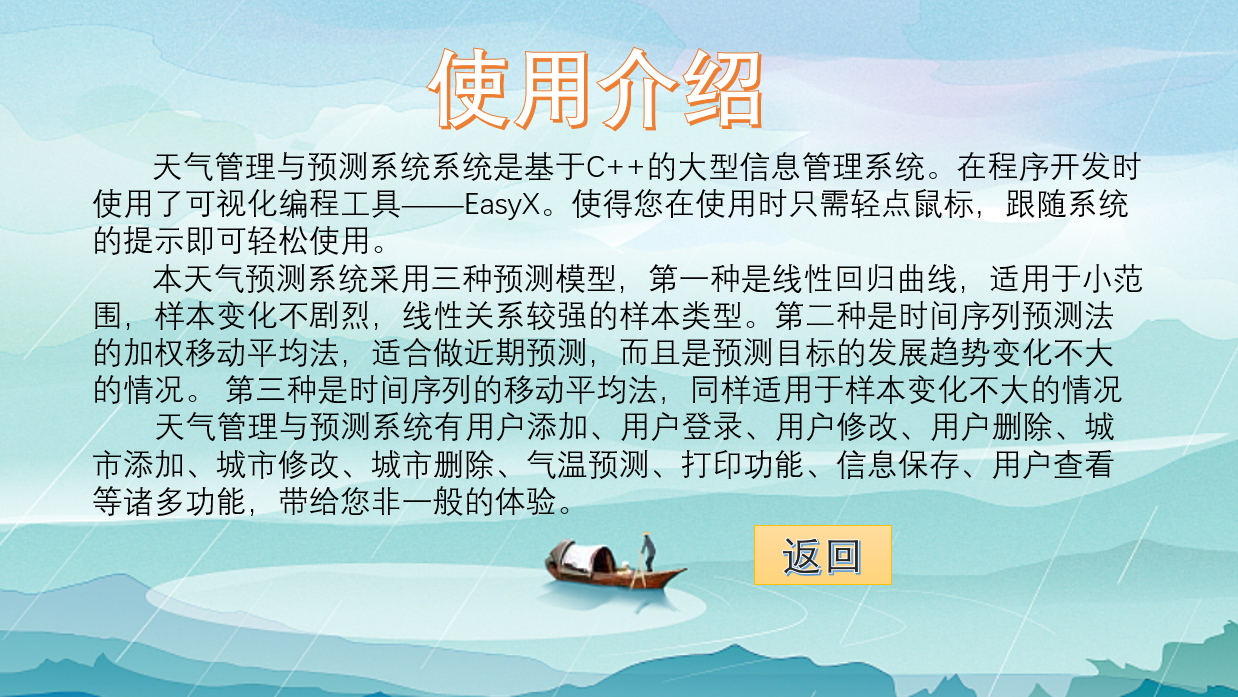 使用介绍
天气管理与预测系统系统是基于C++的大型信息管理系统。在程序开发时
使用了可视化编程工具——EasyX。使得您在使用时只需轻点鼠标，跟随系统
的提示即可轻松使用。
本天气预测系统采用三种预测模型，第一种是线性回归曲线，适用于小范
围，样本变化不剧烈，线性关系较强的样本类型。第二种是时间序列预测法
的加权移动平均法，适合做近期预测，而且是预测目标的发展趋势变化不大
的情况。 第三种是时间序列的移动平均法，同样适用于样本变化不大的情况
天气管理与预测系统有用户添加、用户登录、用户修改、用户删除、城
市添加、城市修改、城市删除、气温预测、打印功能、信息保存、用户查看
等诸多功能，带给您非一般的体验。
返回